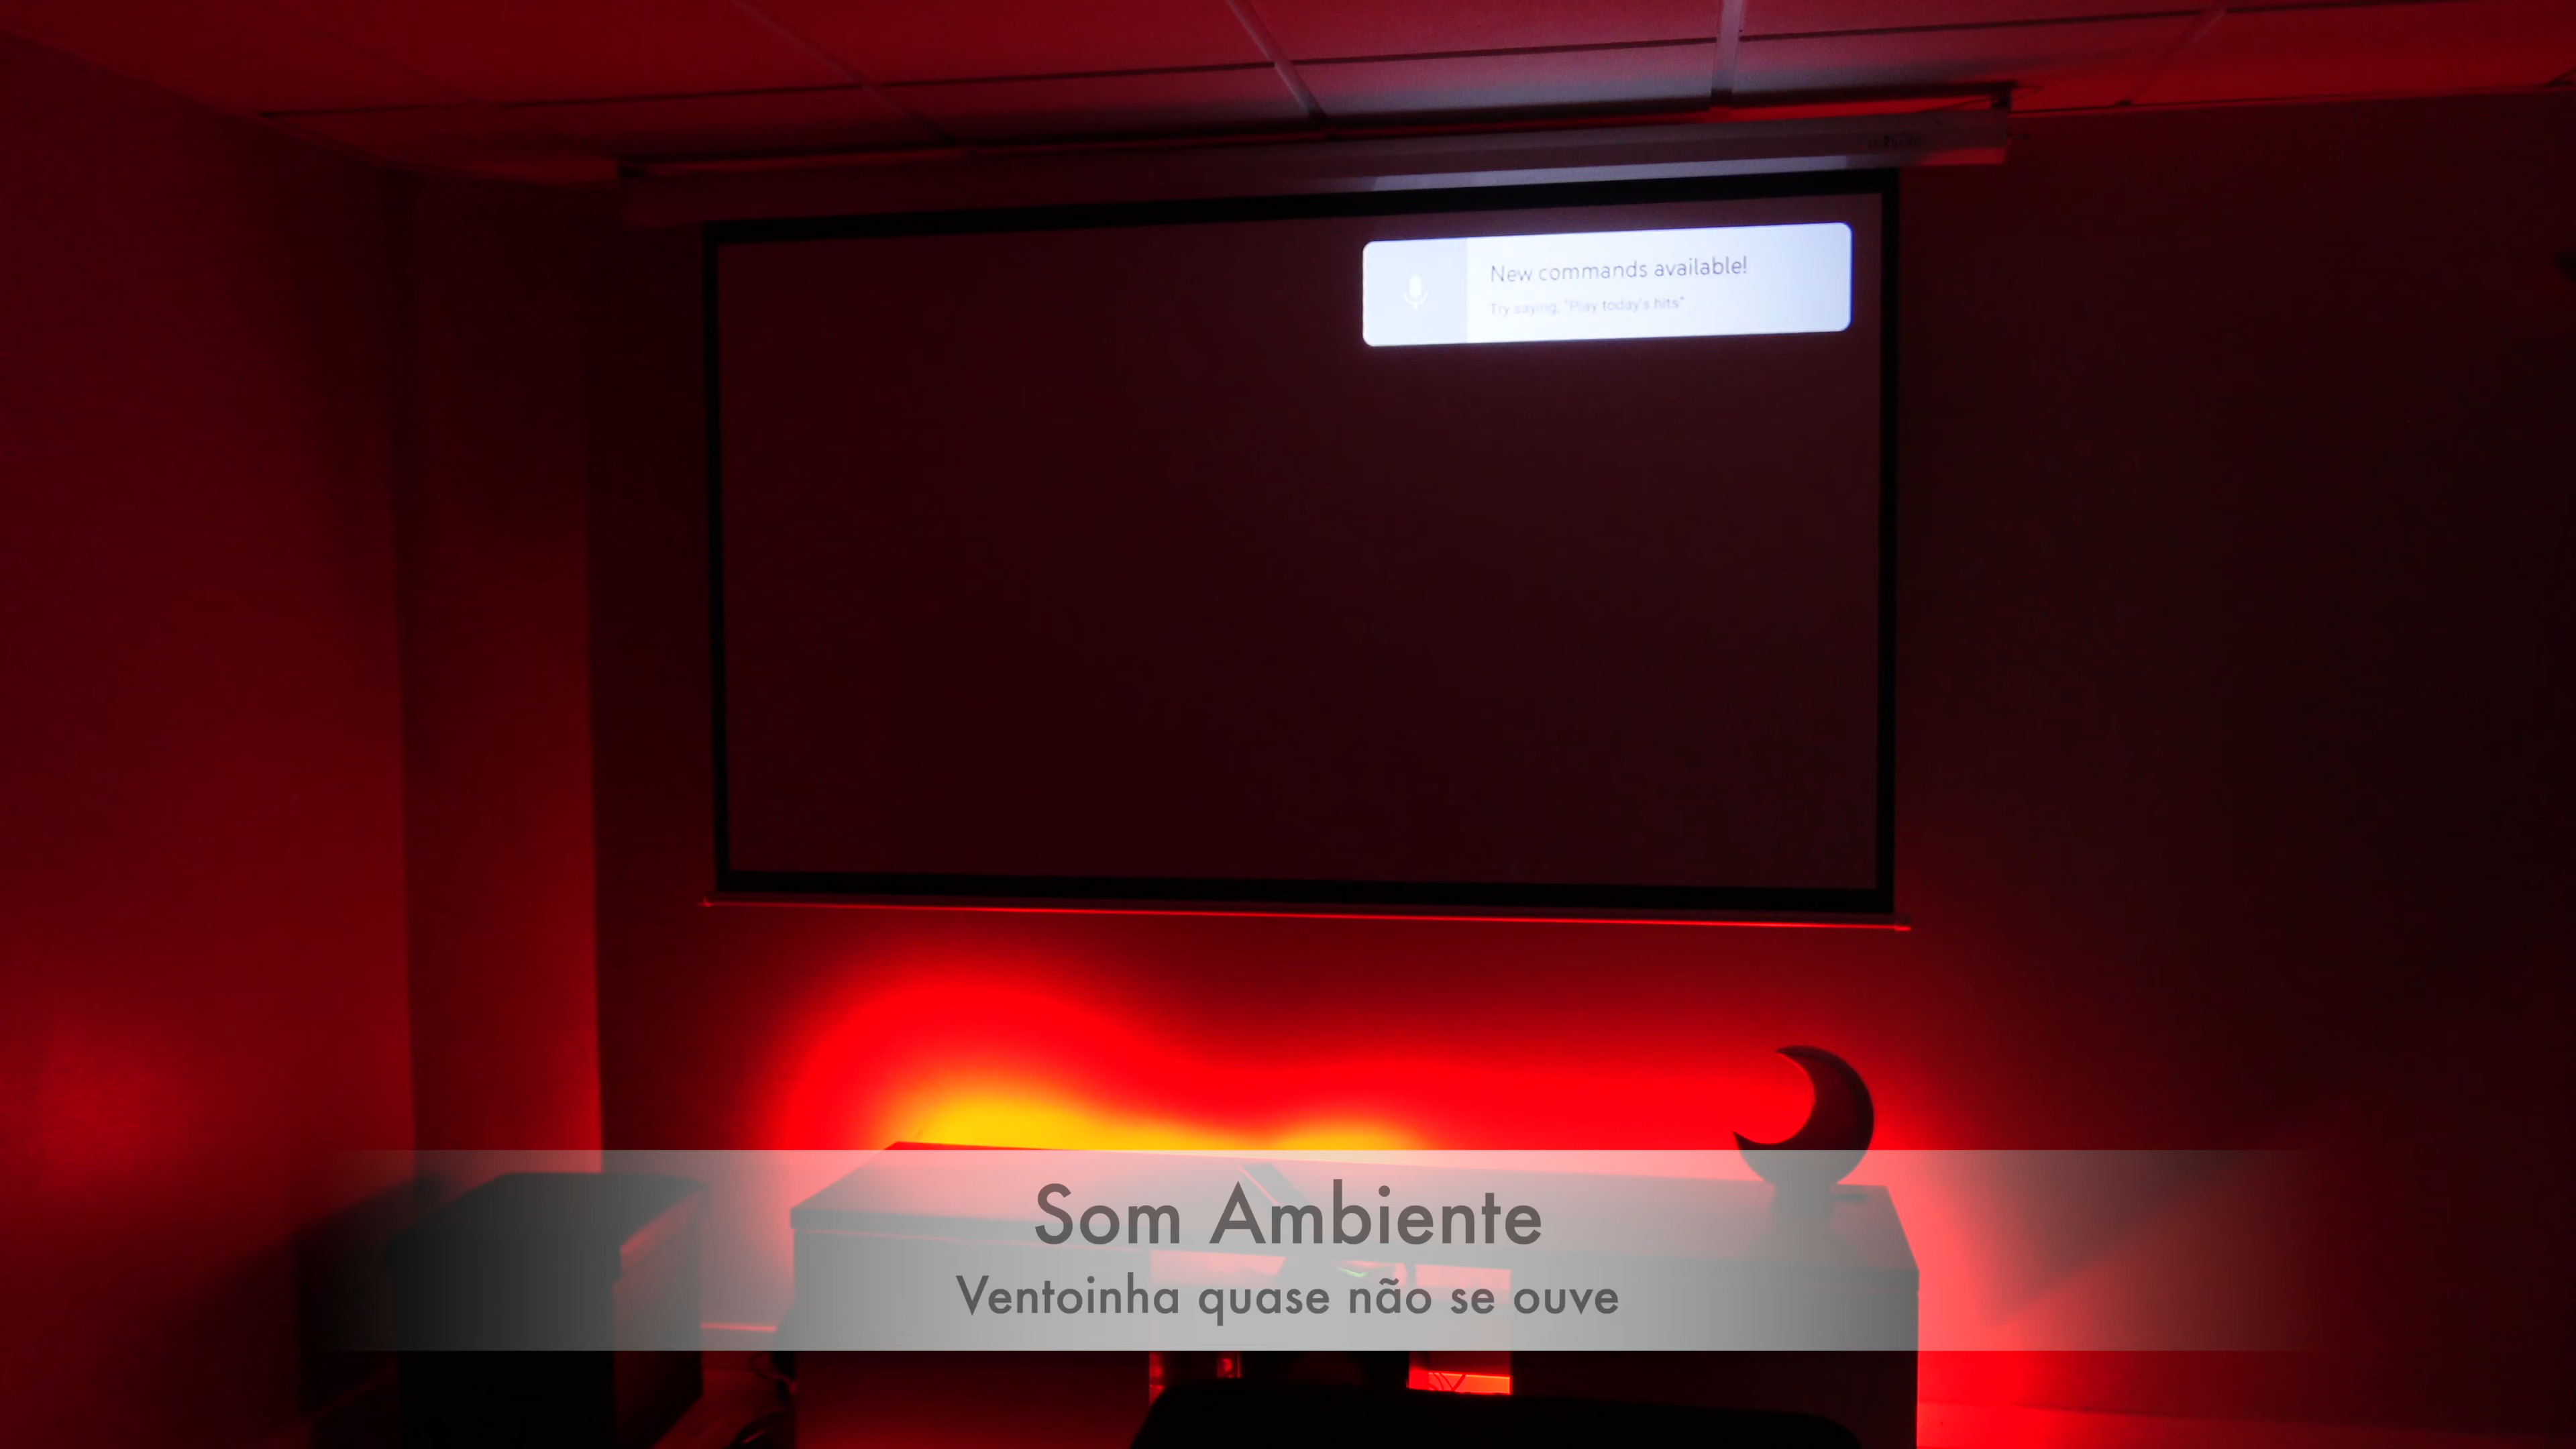 New commands available!
Try saying, "Play today's hits"
Som Ambiente
Ventoinha quase não se ouve